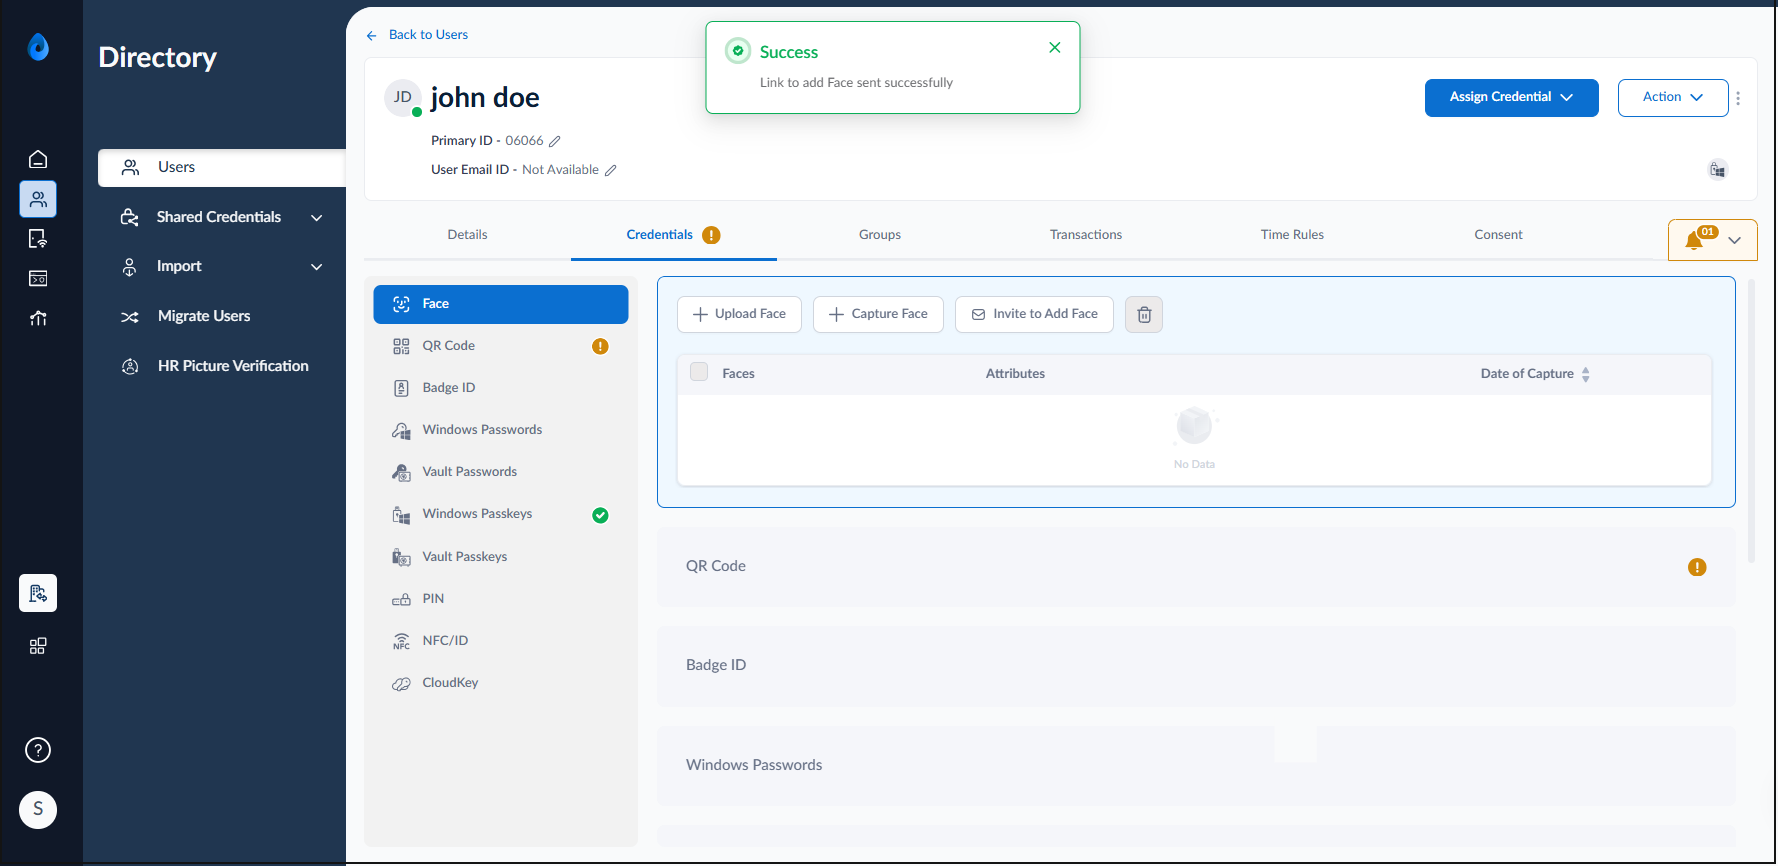 Directory
Users
Shared Credentials
Import
Migrate Users
HR Picture Verification
?
S
Back to Users
Success
Link to add Face sent successfully
JD
john doe
Primary ID - 06066
User Email ID - Not Available
Assign Credential
Action
Details
Credentials !
Groups
Transactions
Time Rules
Consent
01
Face
QR Code !
Badge ID
Windows Passwords
Vault Passwords
Windows Passkeys
Vault Passkeys
PIN
NFC NFC/ID
CloudKey
Upload Face
Capture Face
Invite to Add Face
Faces
Attributes
Date of Capture
No Data
QR Code !
Badge ID
Windows Passwords